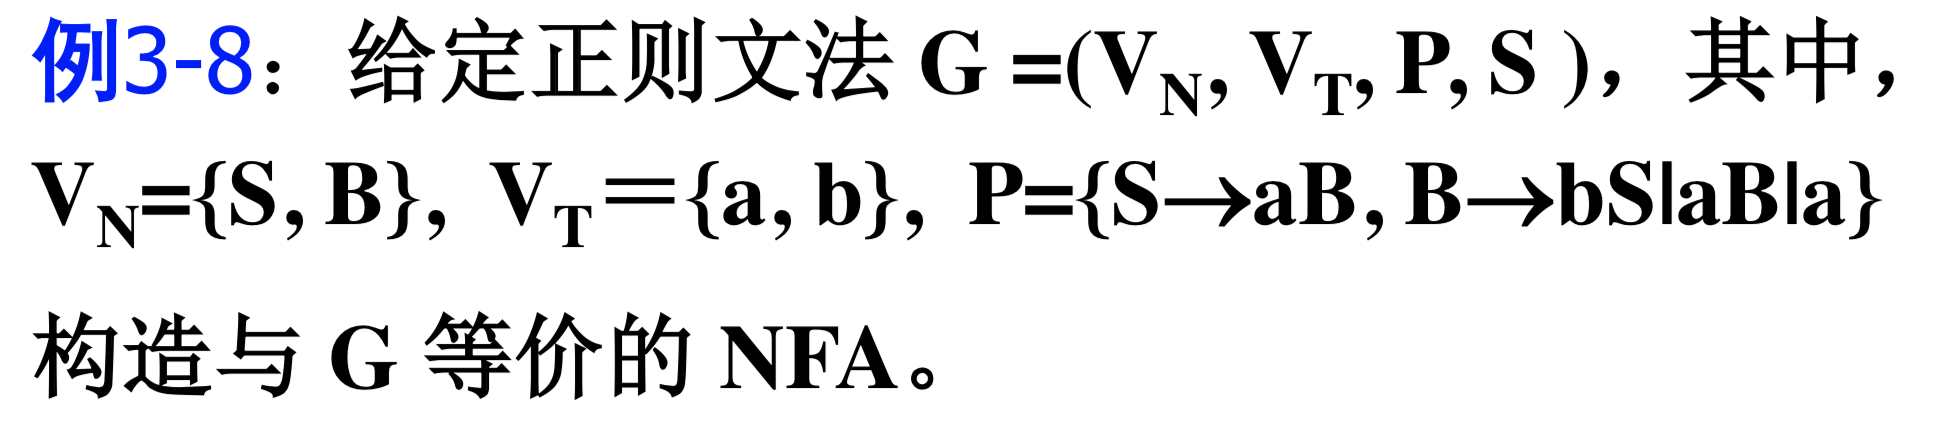 例3-8：给定正则文法 G =(V_N, V_T, P, S )，其中，
V_N={S, B}, V_T＝{a, b}, P={S→aB, B→bS|aB|a}
构造与 G 等价的 NFA。